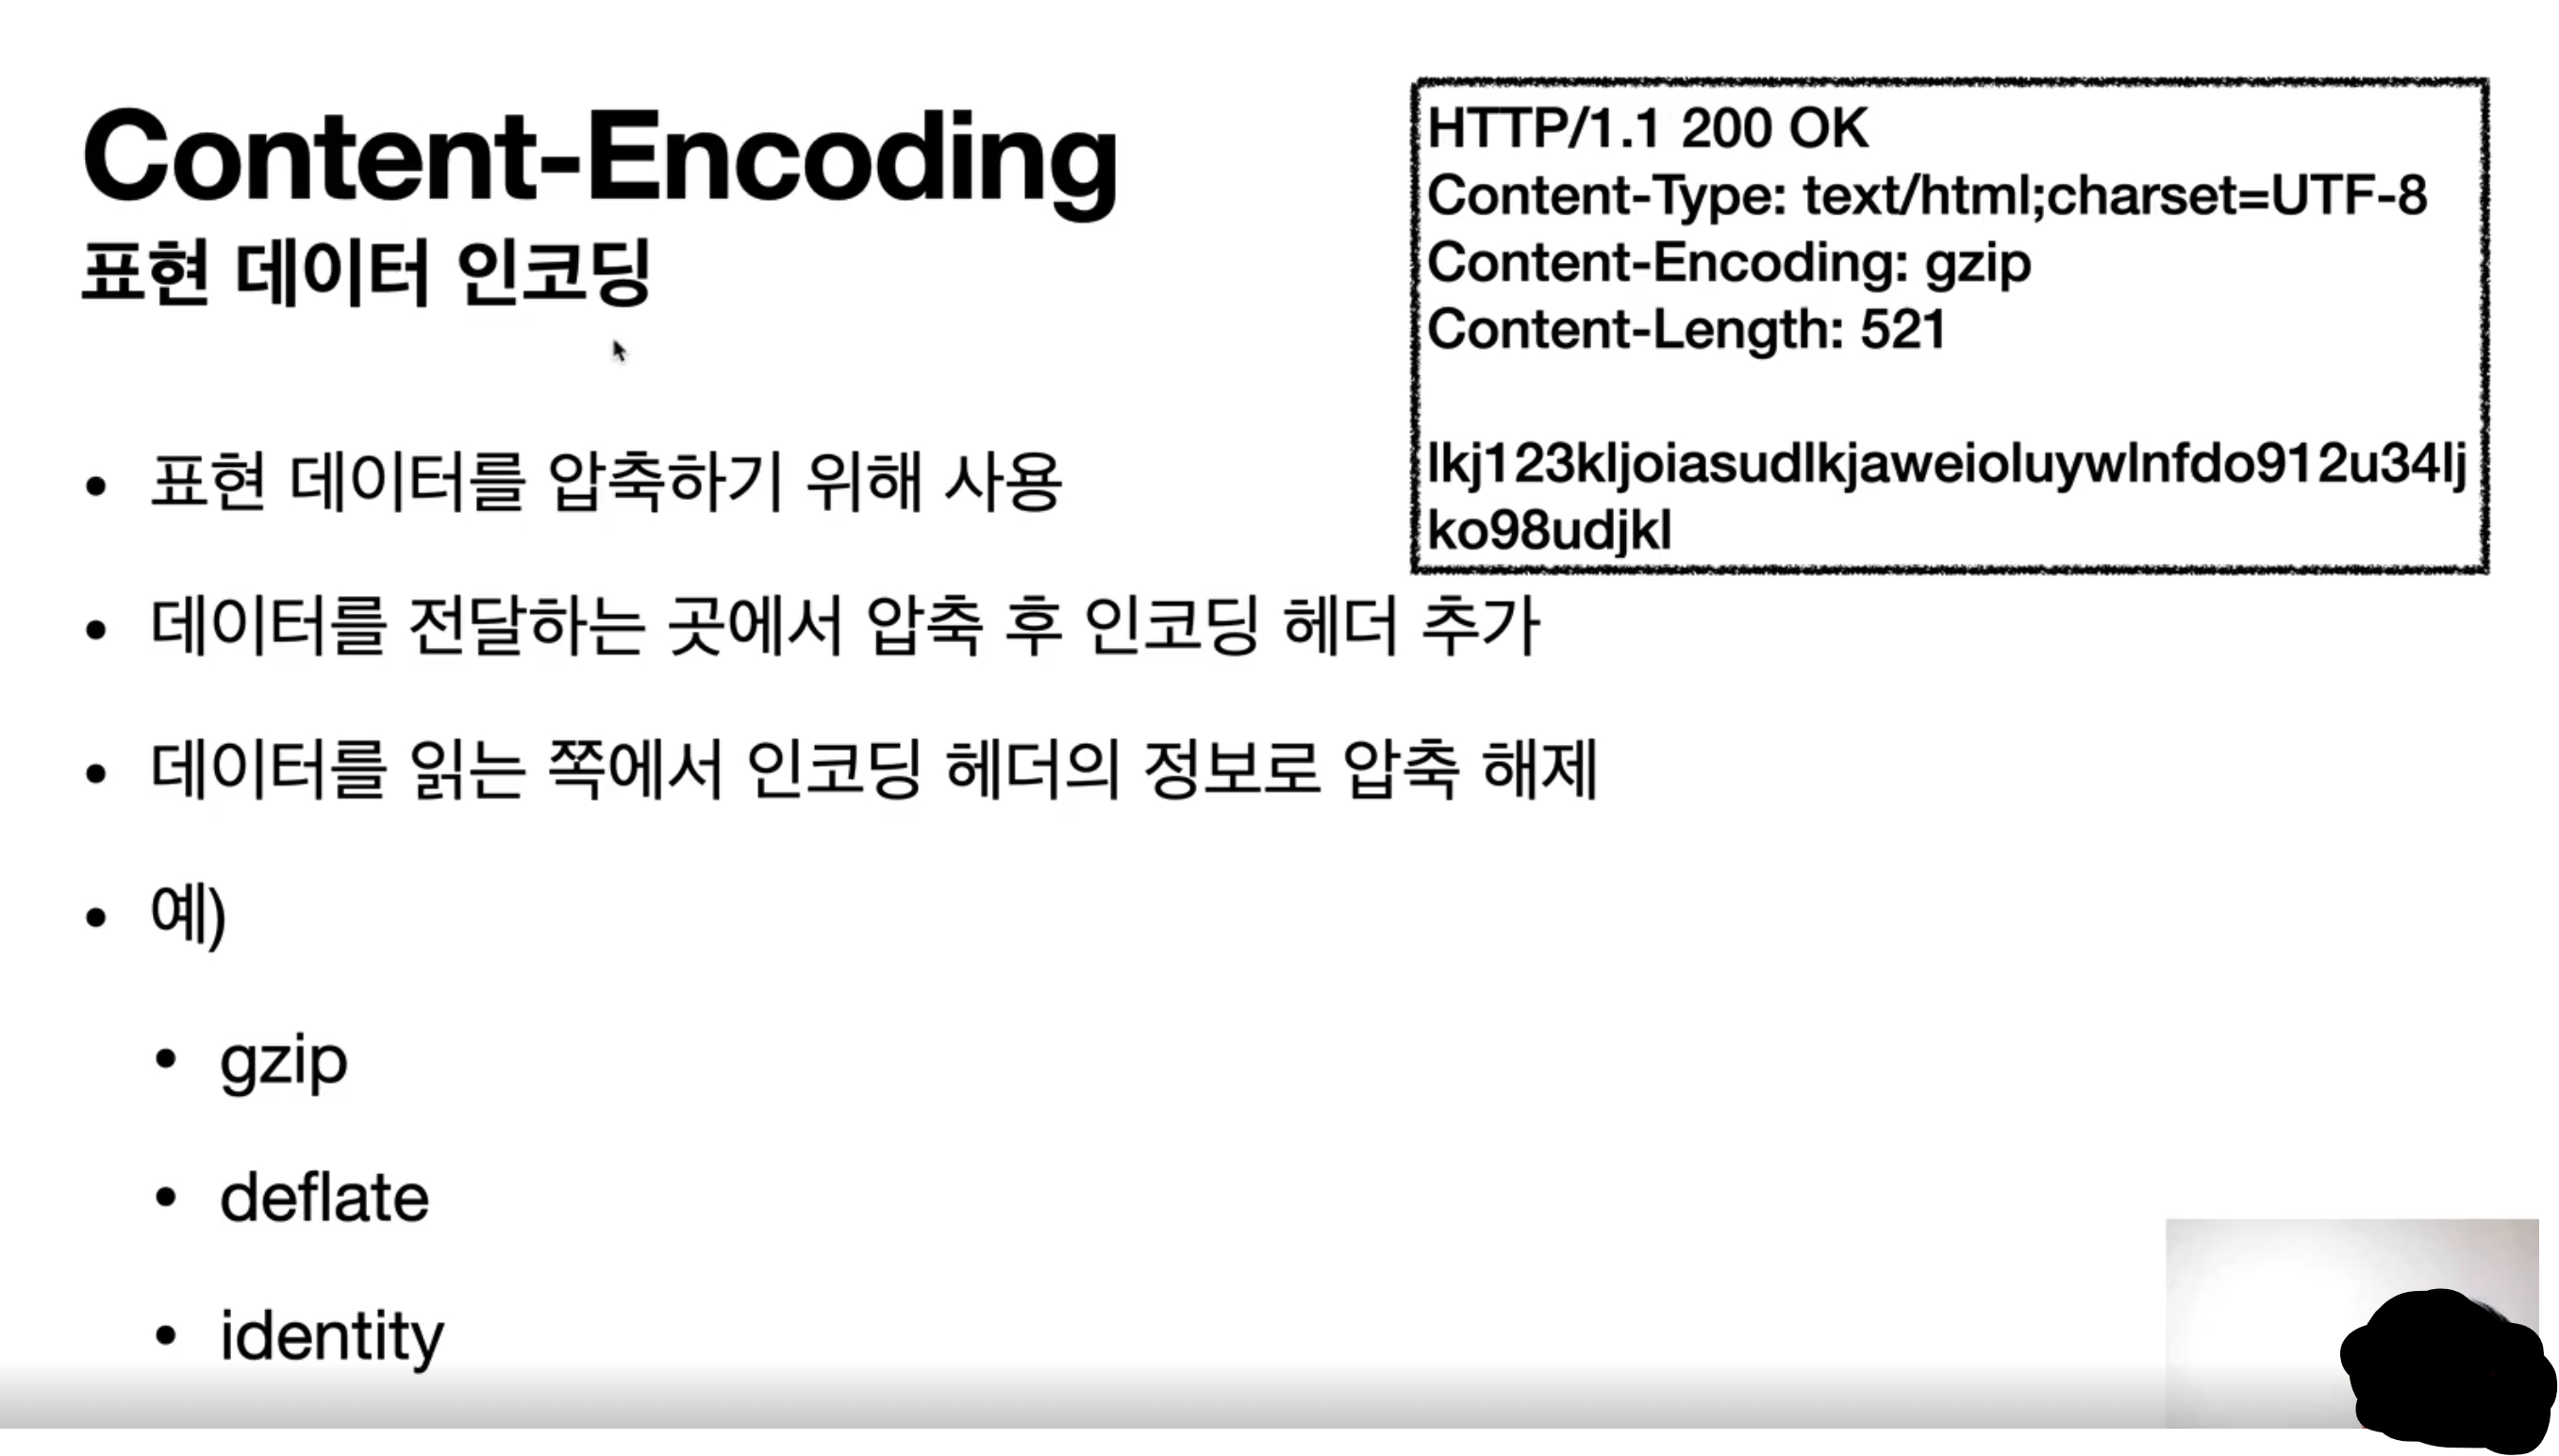 Content-Encoding
표현 데이터 인코딩
HTTP/1.1 200 OK
Content-Type: text/html;charset=UTF-8
Content-Encoding: gzip
Content-Length: 521
lkj123kljoiasudlkjaweioluywlnfdo912u34lj
ko98udjkl
• 표현 데이터를 압축하기 위해 사용
• 데이터를 전달하는 곳에서 압축 후 인코딩 헤더 추가
• 데이터를 읽는 쪽에서 인코딩 헤더의 정보로 압축 해제
• 예)
• gzip
• deflate
• identity